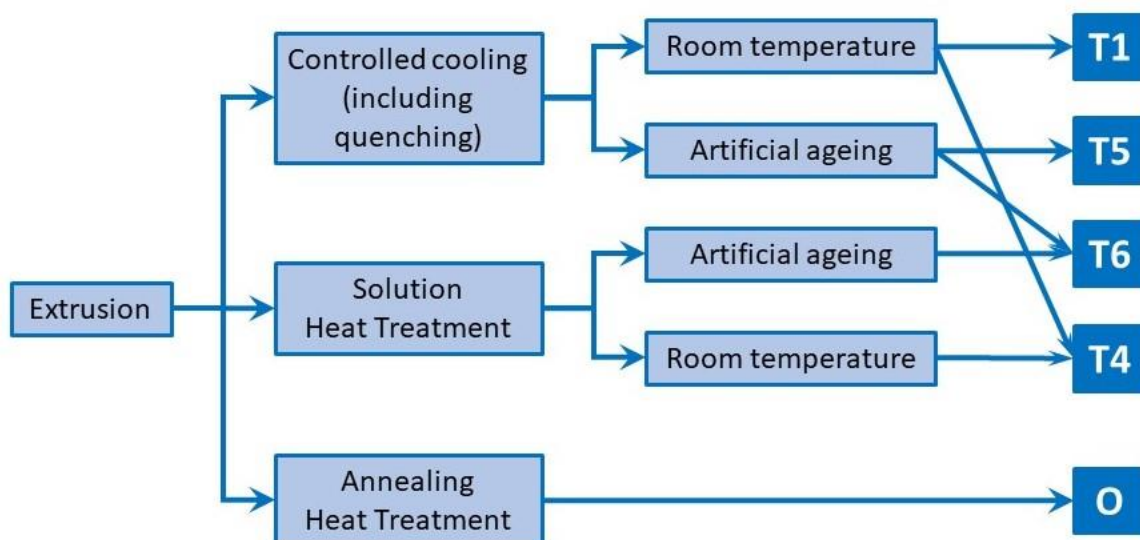 Controlled cooling
(including
quenching)
Room temperature
T1
Artificial ageing
T5
Extrusion
Solution
Heat Treatment
Artificial ageing
T6
Room temperature
T4
Annealing
Heat Treatment
O